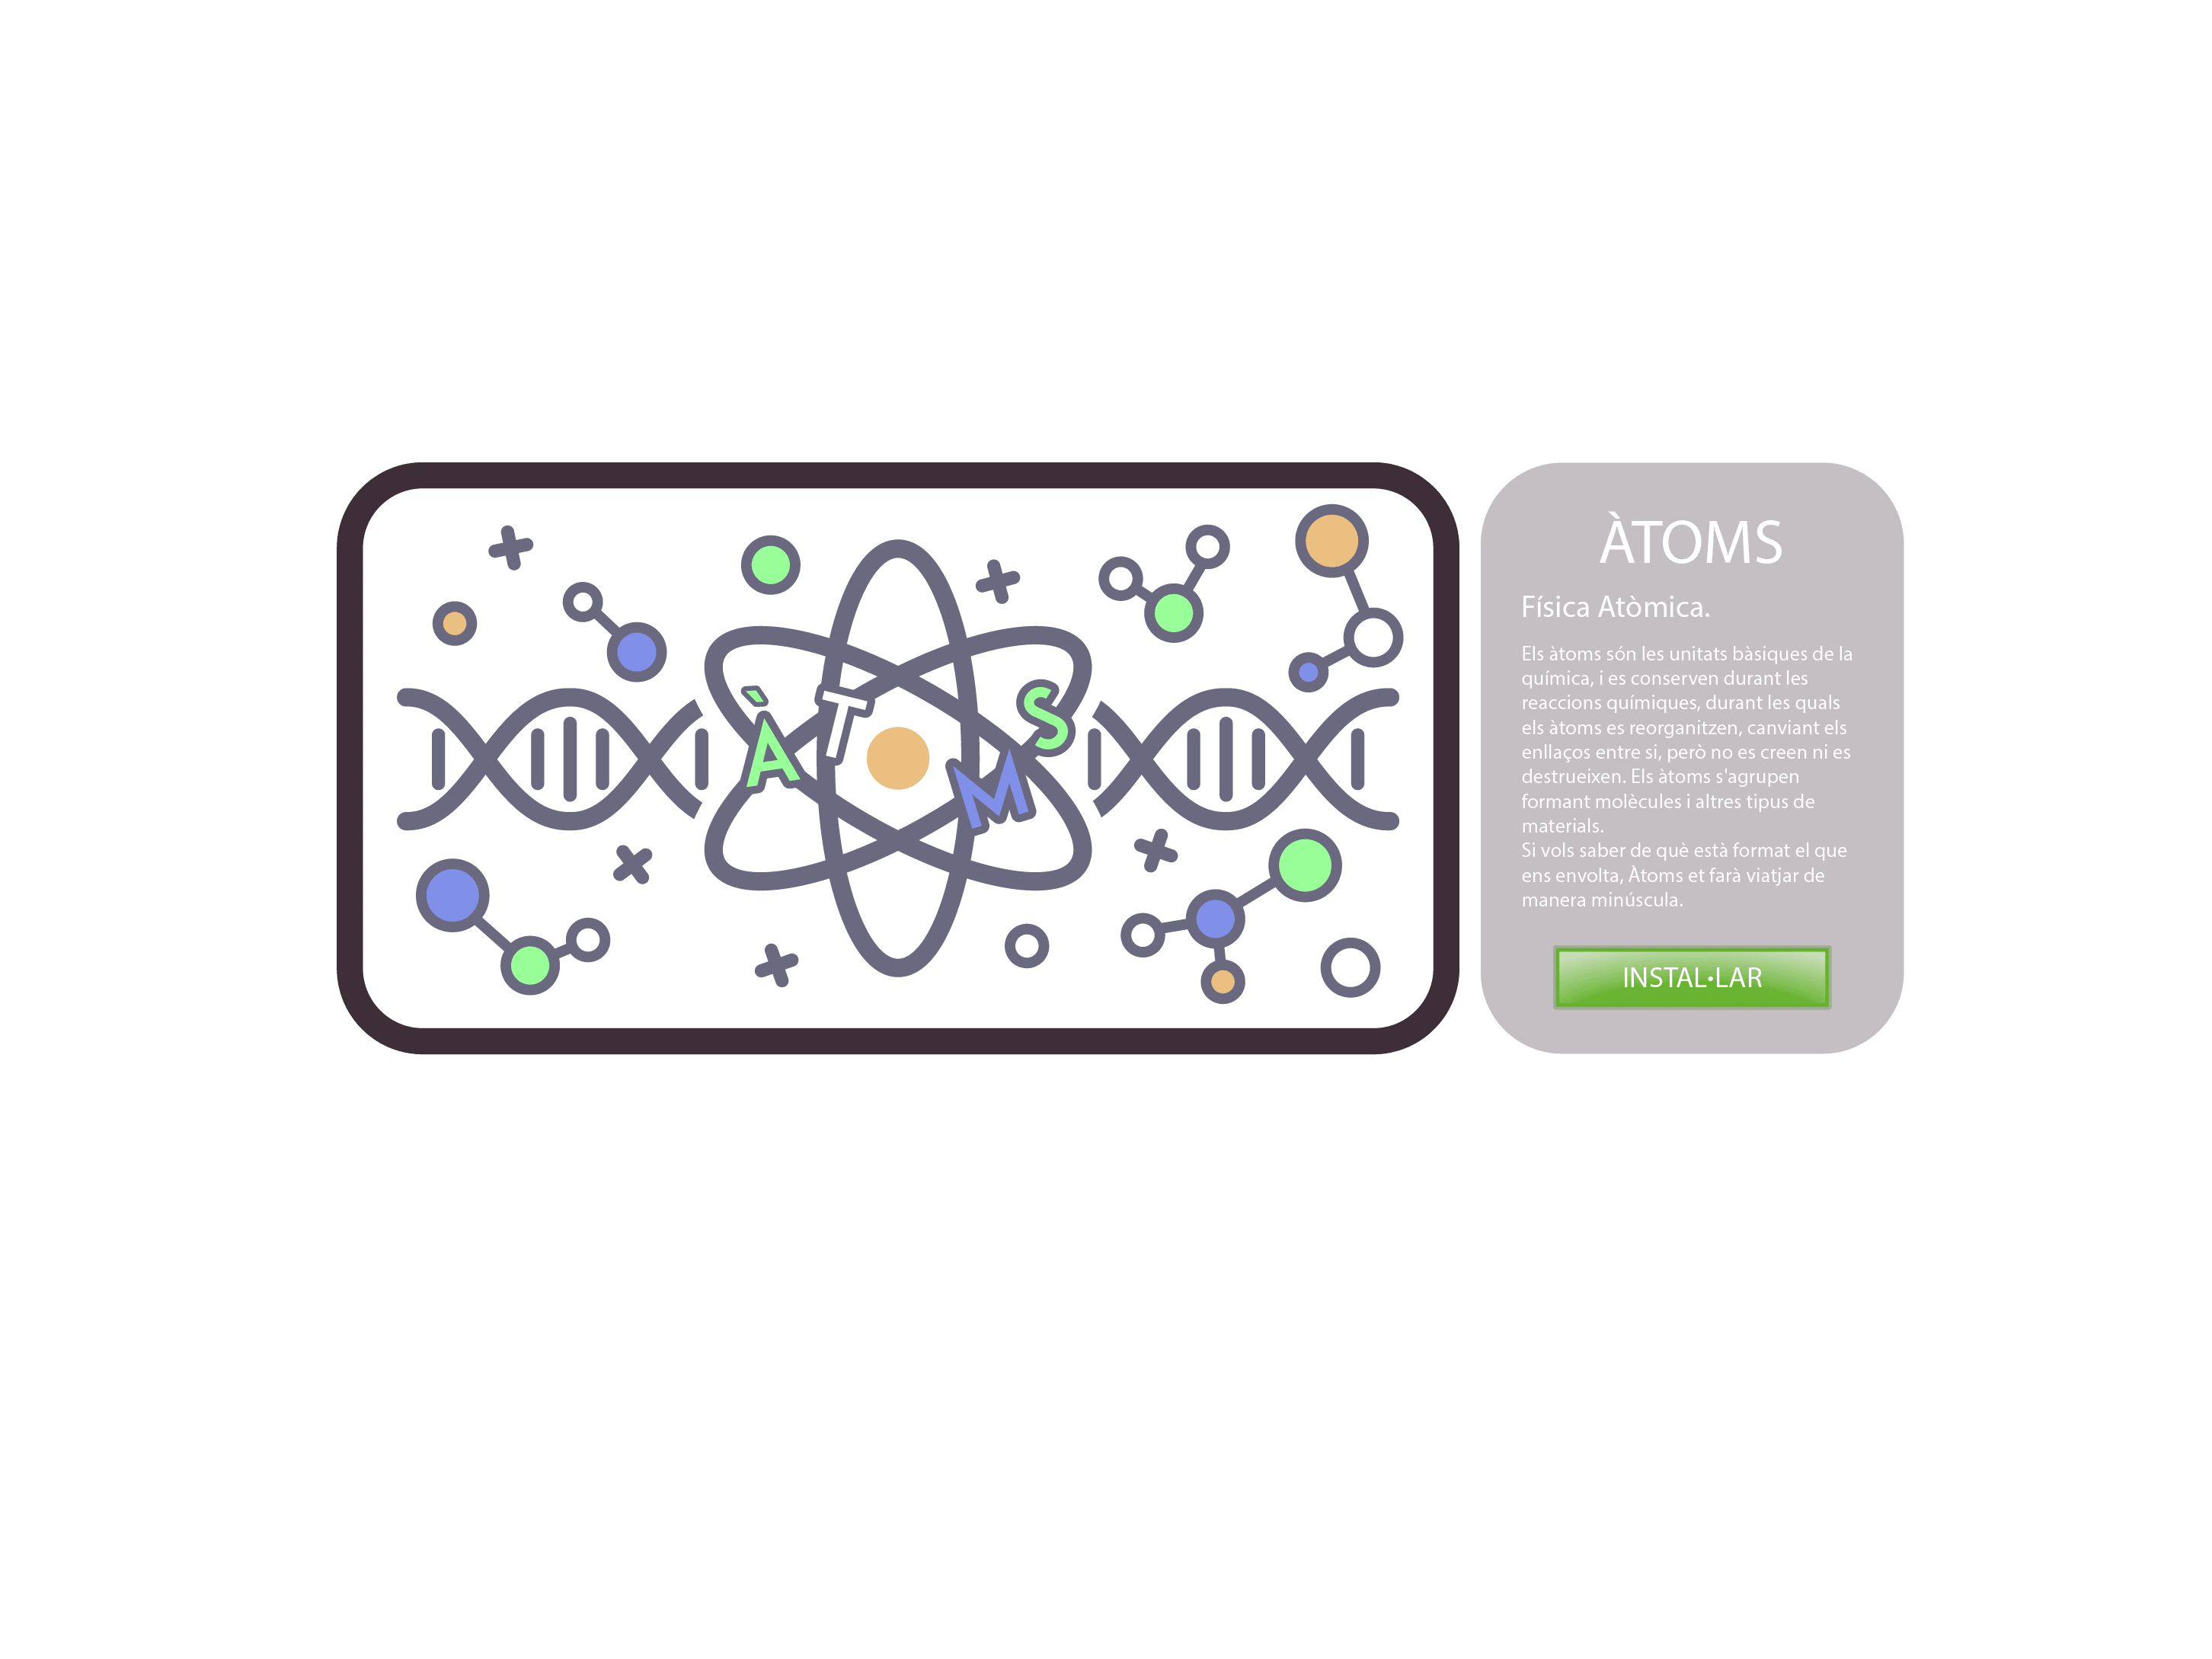 ÀT MS
ÀTOMS
Física Atòmica.
Els àtoms són les unitats bàsiques de la
química, i es conserven durant les
reaccions químiques, durant les quals
els àtoms es reorganitzen, canviant els
enllaços entre si, però no es creen ni es
destrueixen. Els àtoms s'agrupen
formant molècules i altres tipus de
materials.
Si vols saber de què està format el que
ens envolta, Àtoms et farà viatjar de
manera minúscula.
INSTAL·LAR